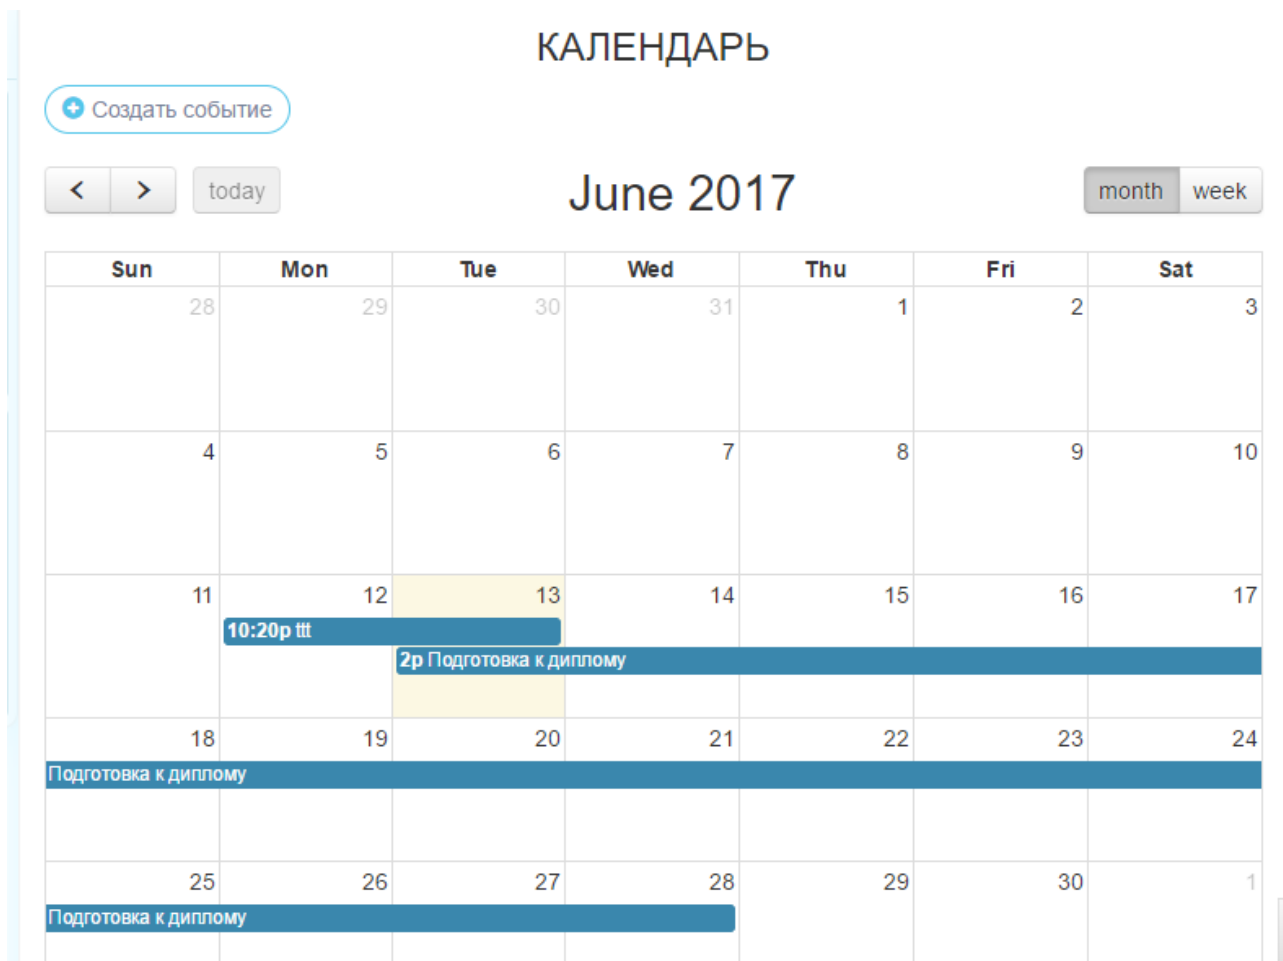 КАЛЕНДАРЬ
Создать событие
today
June 2017
month week
Sun Mon Tue Wed Thu Fri Sat
28 29 30 31 1 2 3
4 5 6 7 8 9 10
11 12 13 14 15 16 17
10:20p ttt
2p Подготовка к диплому
18 19 20 21 22 23 24
Подготовка к диплому
25 26 27 28 29 30 1
Подготовка к диплому